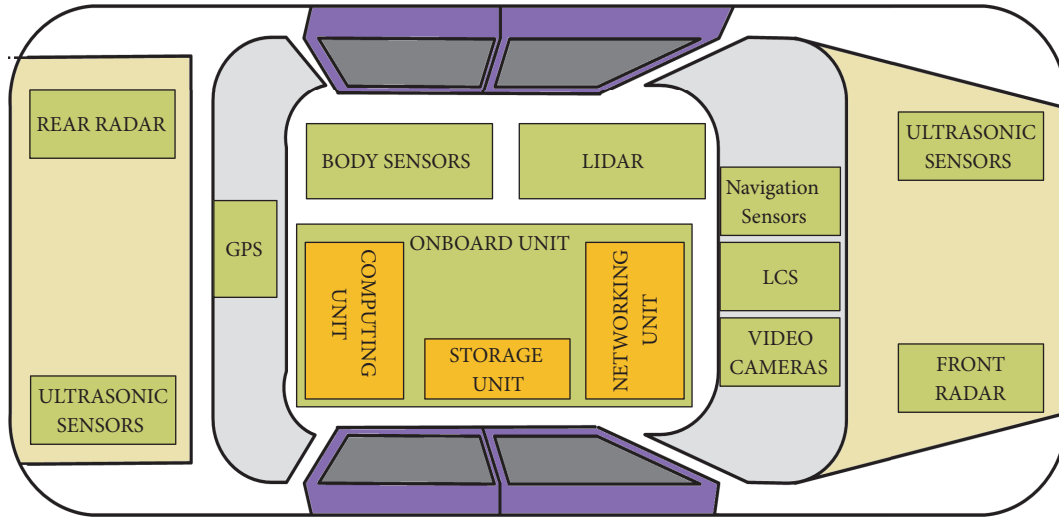 REAR RADAR
ULTRASONIC
SENSORS
GPS
BODY SENSORS
LIDAR
ONBOARD UNIT
COMPUTING
UNIT
STORAGE
UNIT
NETWORKING
UNIT
Navigation
Sensors
LCS
VIDEO
CAMERAS
ULTRASONIC
SENSORS
FRONT
RADAR